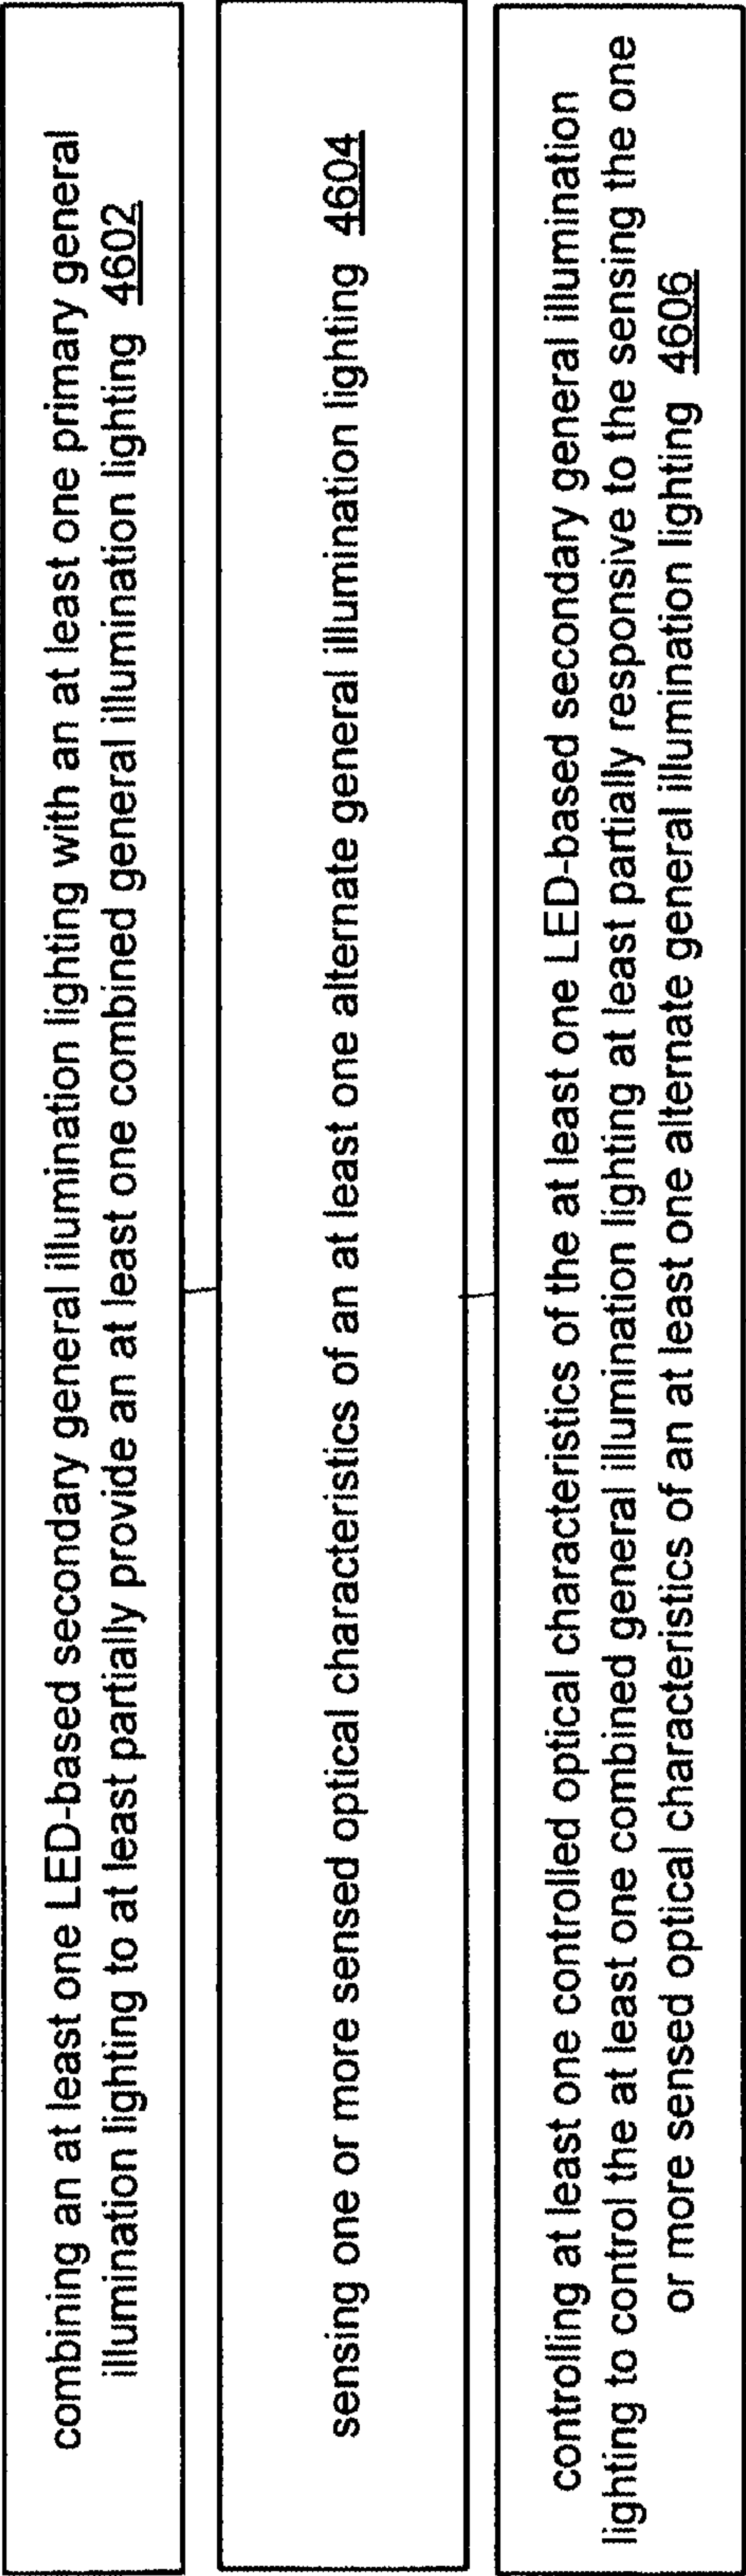 combining an at least one LED-based secondary general illumination lighting with an at least one primary general
illumination lighting to at least partially provide an at least one combined general illumination lighting 4602
sensing one or more sensed optical characteristics of an at least one alternate general illumination lighting 4604
controlling at least one controlled optical characteristics of the at least one LED-based secondary general illumination
lighting to control the at least one combined general illumination lighting at least partially responsive to the sensing the one
or more sensed optical characteristics of an at least one alternate general illumination lighting 4606